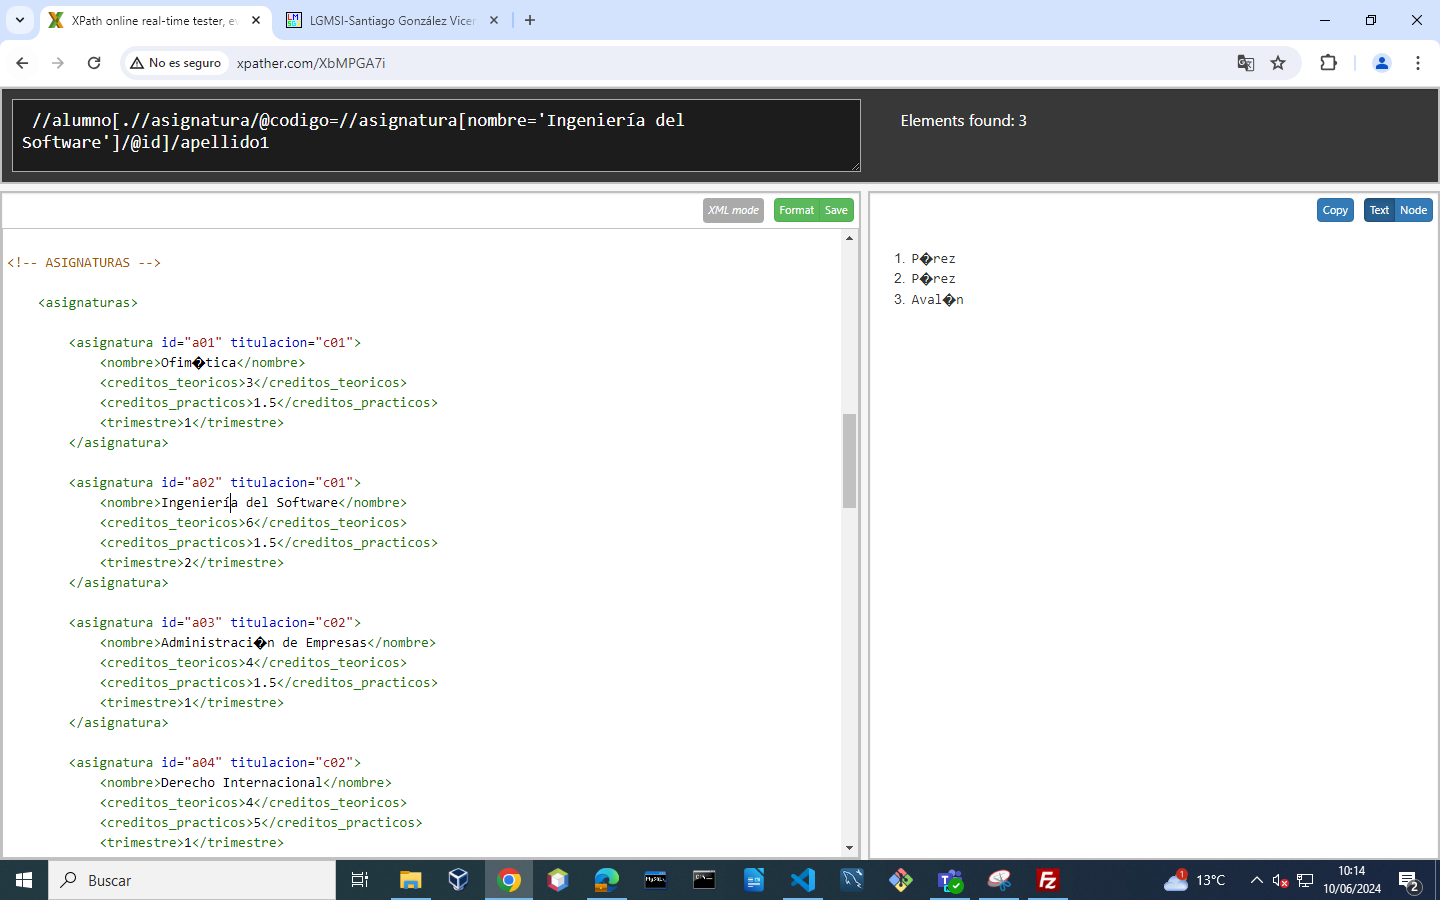 XPath online real-time tester, ev
LGMSI-Santiago González Vicen
No es seguro
xpather.com/XbMPGA7i
//alumno[.//asignatura/@codigo=//asignatura[nombre='Ingeniería del
Software']/@id]/apellido1
Elements found: 3
XML mode
Format
Save
Copy
Text
Node
<!-- ASIGNATURAS -->
<asignaturas>
<asignatura id="a01" titulacion="c01">
<nombre>Ofim�tica</nombre>
<creditos_teoricos>3</creditos_teoricos>
<creditos_practicos>1.5</creditos_practicos>
<trimestre>1</trimestre>
</asignatura>
<asignatura id="a02" titulacion="c01">
<nombre>Ingeniería del Software</nombre>
<creditos_teoricos>6</creditos_teoricos>
<creditos_practicos>1.5</creditos_practicos>
<trimestre>2</trimestre>
</asignatura>
<asignatura id="a03" titulacion="c02">
<nombre>Administraci�n de Empresas</nombre>
<creditos_teoricos>4</creditos_teoricos>
<creditos_practicos>1.5</creditos_practicos>
<trimestre>1</trimestre>
</asignatura>
<asignatura id="a04" titulacion="c02">
<nombre>Derecho Internacional</nombre>
<creditos_teoricos>4</creditos_teoricos>
<creditos_practicos>5</creditos_practicos>
<trimestre>1</trimestre>
1. P�rez
2. P�rez
3. Aval�n
Buscar
1
13°C
10:14
10/06/2024
2